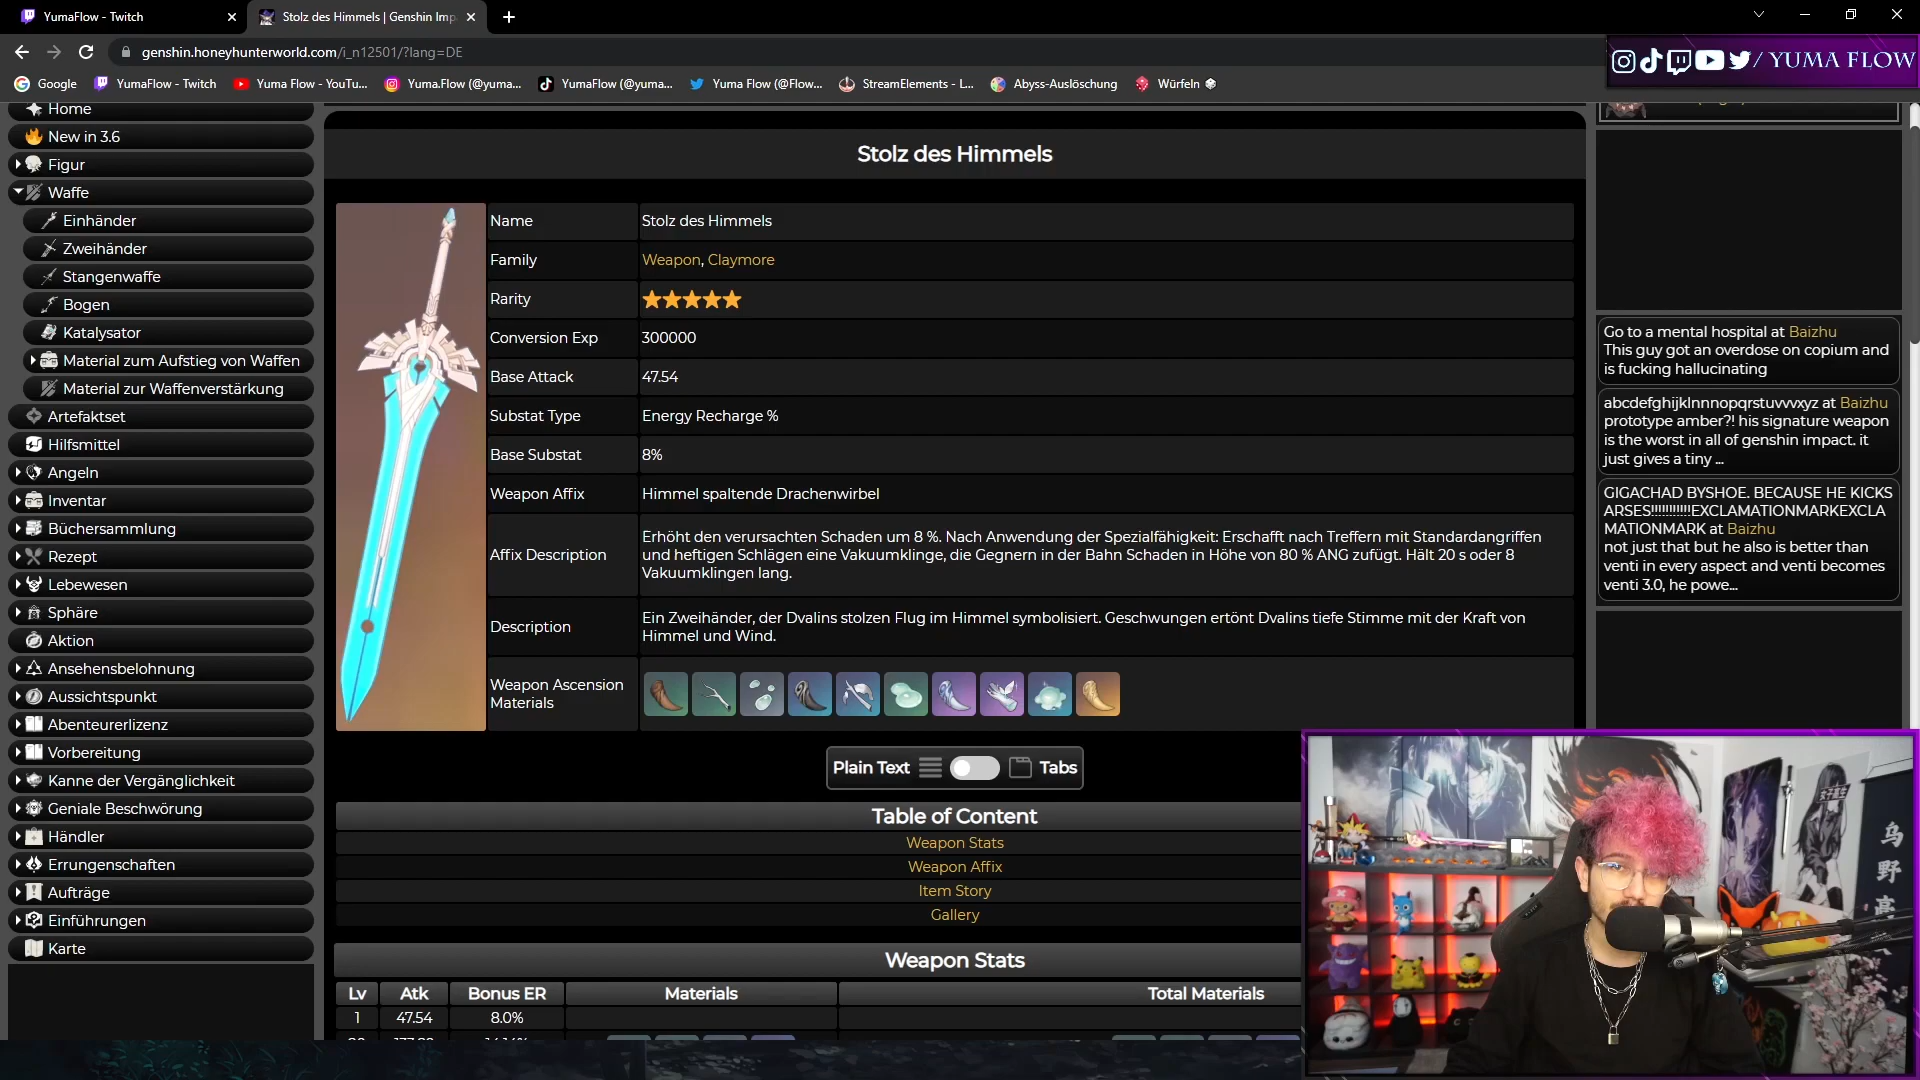 YumaFlow - Twitch
Stolz des Himmels | Genshin Imp
genshin.honeyhunterworld.com/i_n12501/?lang=DE
/ YUMA FLOW
Google
YumaFlow - Twitch
Yuma Flow - YouTu...
Yuma.Flow (@yuma...
YumaFlow (@yuma...
Yuma Flow (@Flow...
StreamElements - L...
Abyss-Auslöschung
Würfeln
Home
New in 3.6
Figur
Waffe
Einhänder
Zweihänder
Stangenwaffe
Bogen
Katalysator
Material zum Aufstieg von Waffen
Material zur Waffenverstärkung
Artefaktset
Hilfsmittel
Angeln
Inventar
Büchersammlung
Rezept
Lebewesen
Sphäre
Aktion
Ansehensbelohnung
Aussichtspunkt
Abenteurerlizenz
Vorbereitung
Kanne der Vergänglichkeit
Geniale Beschwörung
Händler
Errungenschaften
Aufträge
Einführungen
Karte
Stolz des Himmels
Name
Stolz des Himmels
Family
Weapon, Claymore
Rarity
Conversion Exp
300000
Base Attack
47.54
Substat Type
Energy Recharge %
Base Substat
8%
Weapon Affix
Himmel spaltende Drachenwirbel
Affix Description
Erhöht den verursachten Schaden um 8 %. Nach Anwendung der Spezialfähigkeit: Erschafft nach Treffern mit Standardangriffen
und heftigen Schlägen eine Vakuumklinge, die Gegnern in der Bahn Schaden in Höhe von 80 % ANG zufügt. Hält 20 s oder 8
Vakuumklingen lang.
Description
Ein Zweihänder, der Dvalins stolzen Flug im Himmel symbolisiert. Geschwungen ertönt Dvalins tiefe Stimme mit der Kraft von
Himmel und Wind.
Weapon Ascension
Materials
Plain Text
Tabs
Table of Content
Weapon Stats
Weapon Affix
Item Story
Gallery
Weapon Stats
Lv
Atk
Bonus ER
Materials
Total Materials
1
47.54
8.0%
Go to a mental hospital at Baizhu
This guy got an overdose on copium and
is fucking hallucinating
abcdefghijklnnnopqrstuvvvxyz at Baizhu
prototype amber?! his signature weapon
is the worst in all of genshin impact. it
just gives a tiny ...
GIGACHAD BYSHOE. BECAUSE HE KICKS
ARSES!!!!!!!!!!!EXCLAMATIONMARKEXCLA
MATIONMARK at Baizhu
not just that but he also is better than
venti in every aspect and venti becomes
venti 3.0, he powe...
烏
野
高